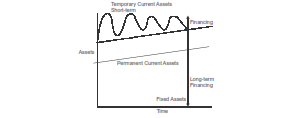 Temporary Current Assets
Short-term
Financing
Assets
Permanent Current Assets
Long-term
Financing
Fixed Assets
Time